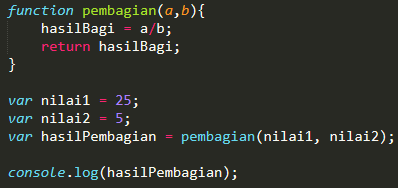 function pembagian(a,b){
    hasilBagi = a/b;
    return hasilBagi;
}

var nilai1 = 25;
var nilai2 = 5;
var hasilPembagian = pembagian(nilai1, nilai2);

console.log(hasilPembagian);